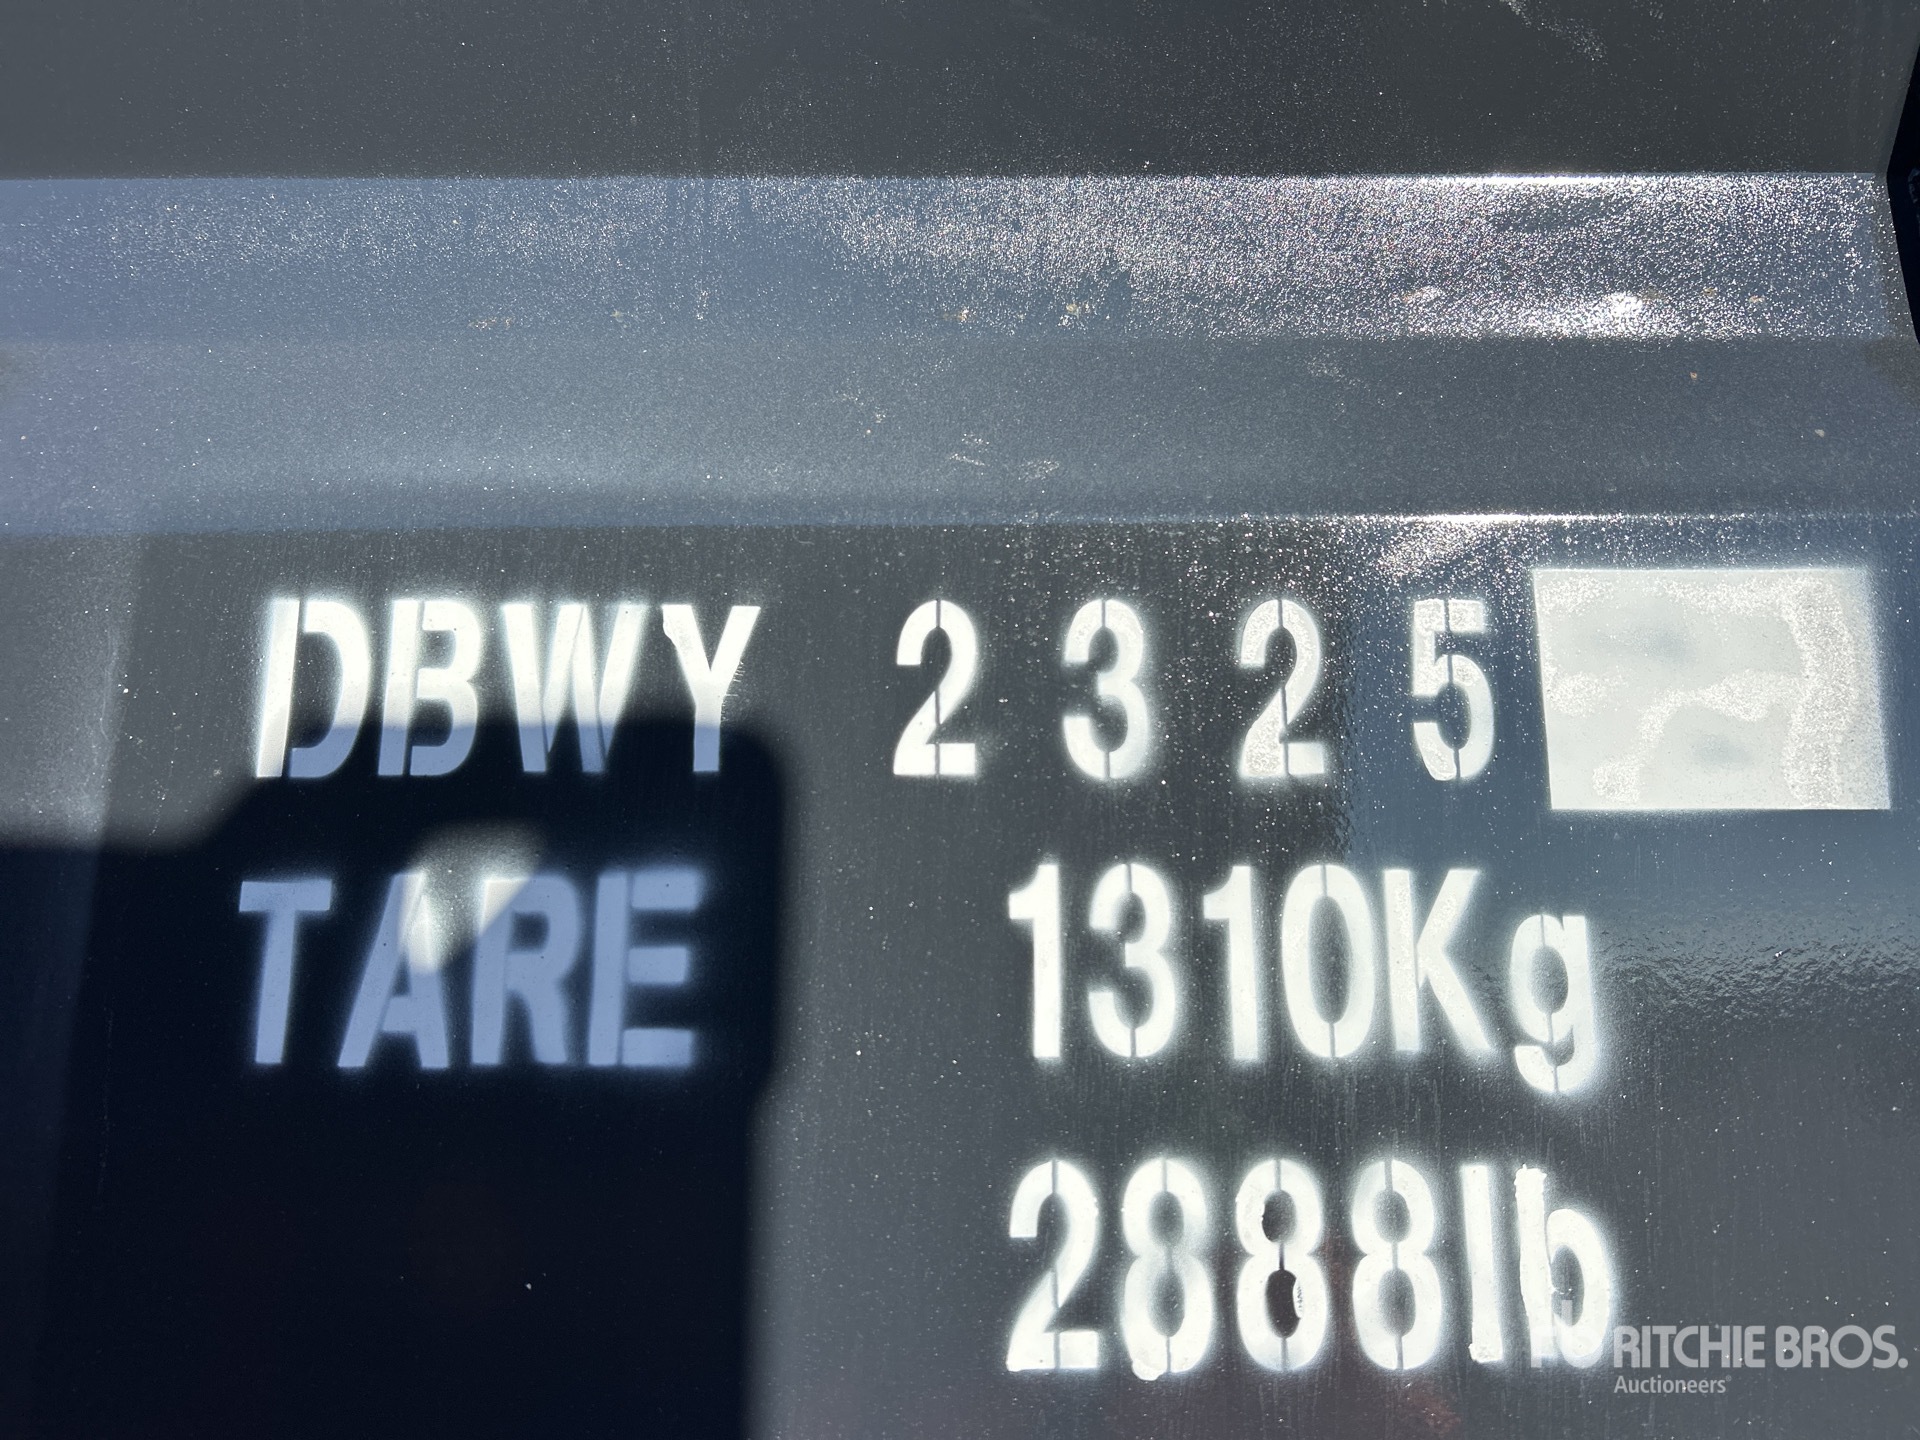 DBWY 2325
TARE 1310Kg
2888lb
RITCHIE BROS.
Auctioneers